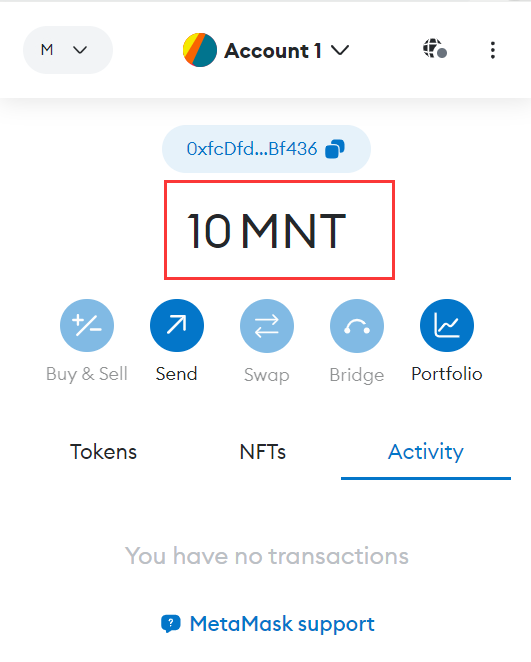 M
Account 1
0xfcDfd...Bf436
10 MNT
Buy & Sell
Send
Swap
Bridge
Portfolio
Tokens
NFTs
Activity
You have no transactions
MetaMask support